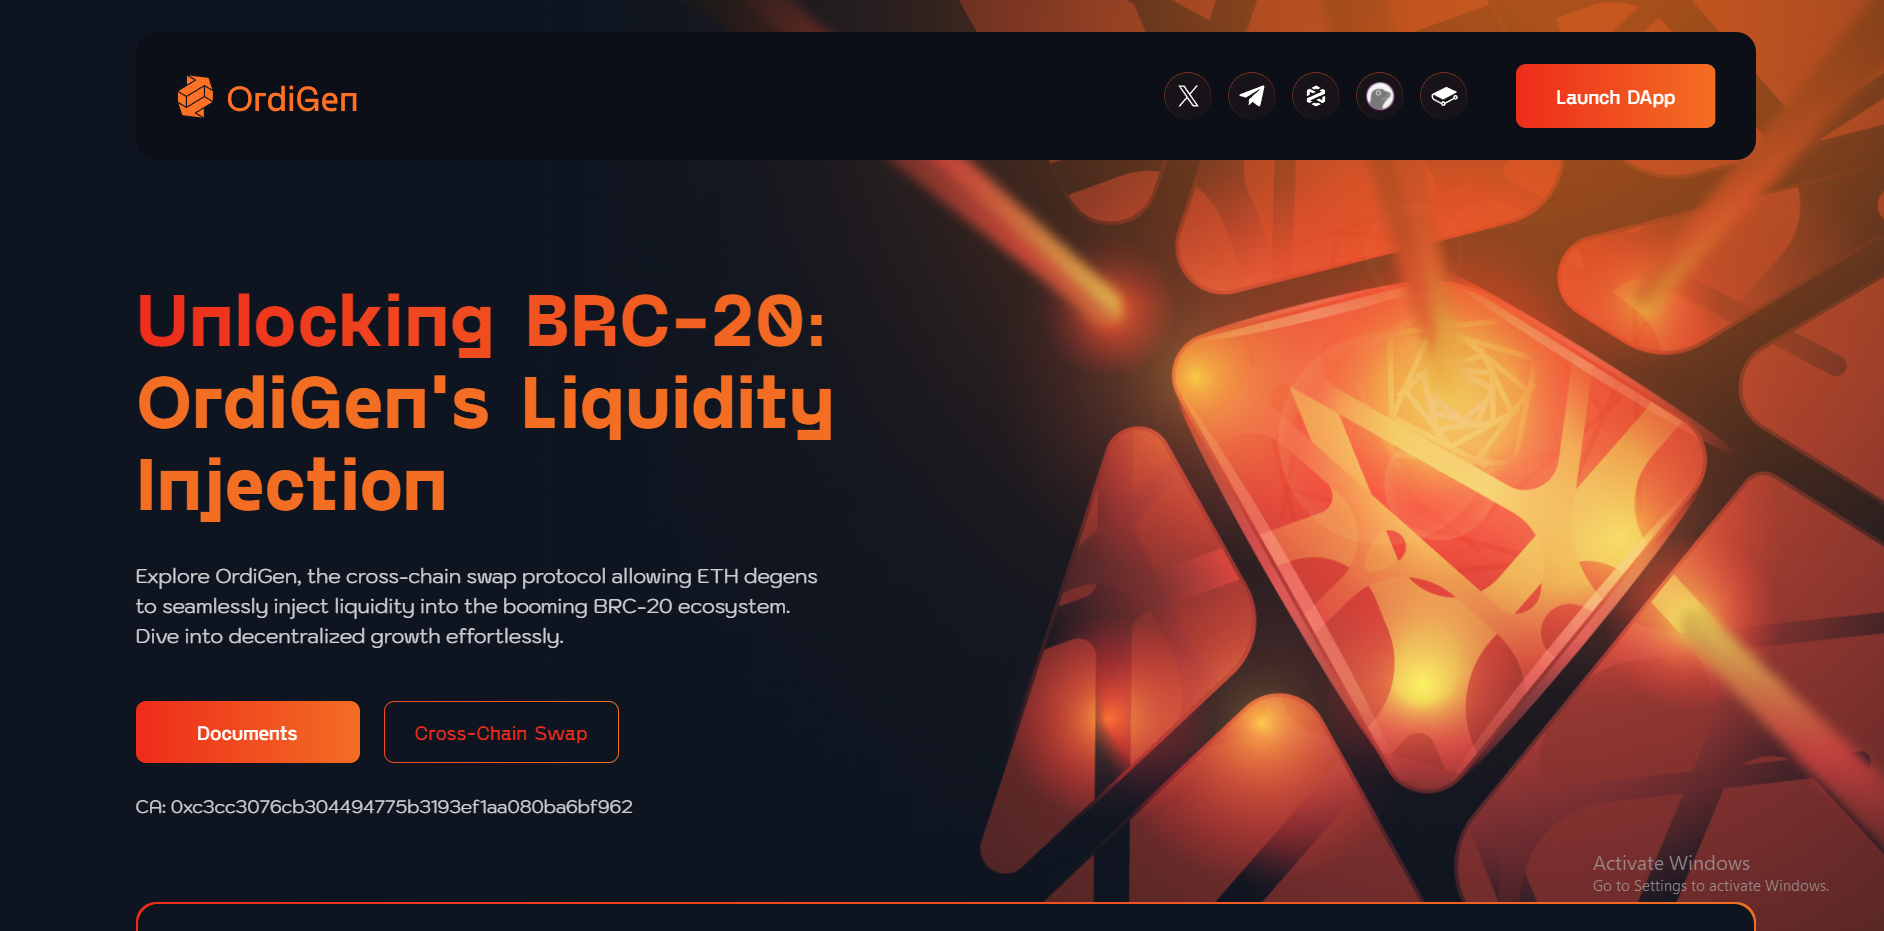 OrdiGen
Launch DApp
Unlocking BRC-20:
OrdiGen's Liquidity
Injection
Explore OrdiGen, the cross-chain swap protocol allowing ETH degens
to seamlessly inject liquidity into the booming BRC-20 ecosystem.
Dive into decentralized growth effortlessly.
Documents
Cross-Chain Swap
CA: 0xc3cc3076cb304494775b3193ef1aa080ba6bf962
Activate Windows
Go to Settings to activate Windows.